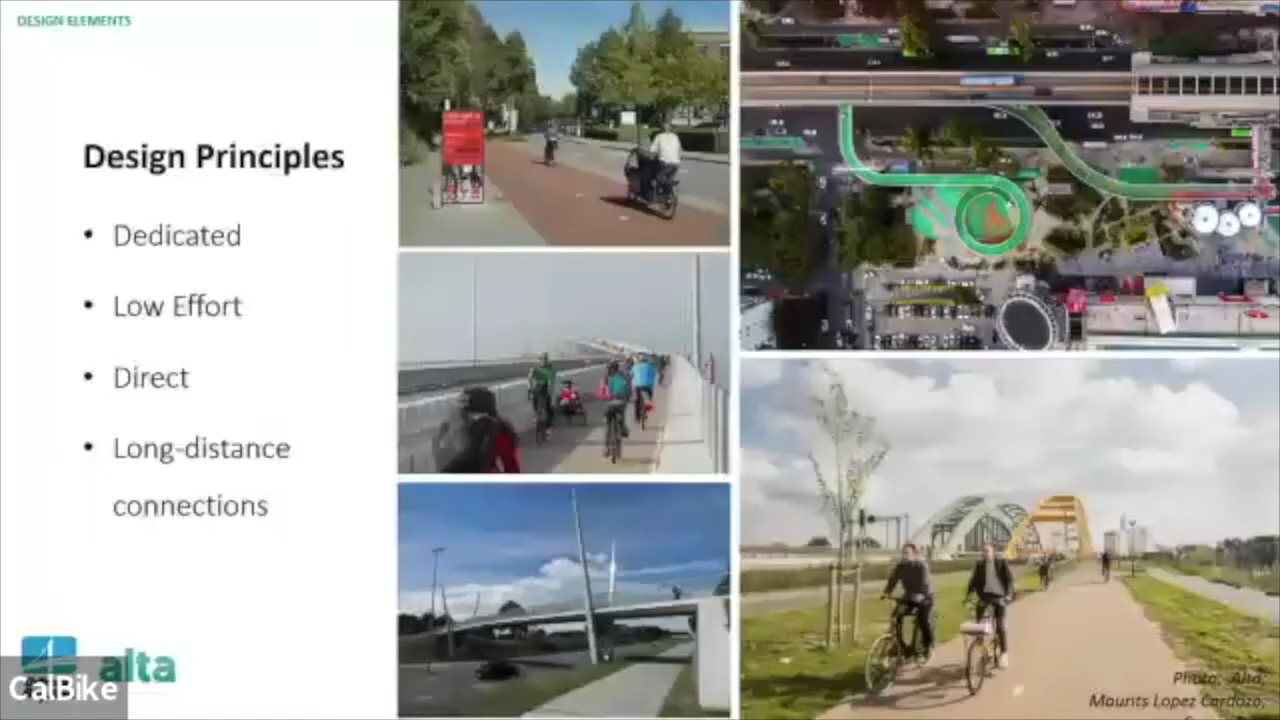 DESIGN ELEMENTS
Design Principles
• Dedicated
• Low Effort
• Direct
• Long-distance
connections
alta
CalBike
Photo: Alta,
Maurits Lopez Cardozo,